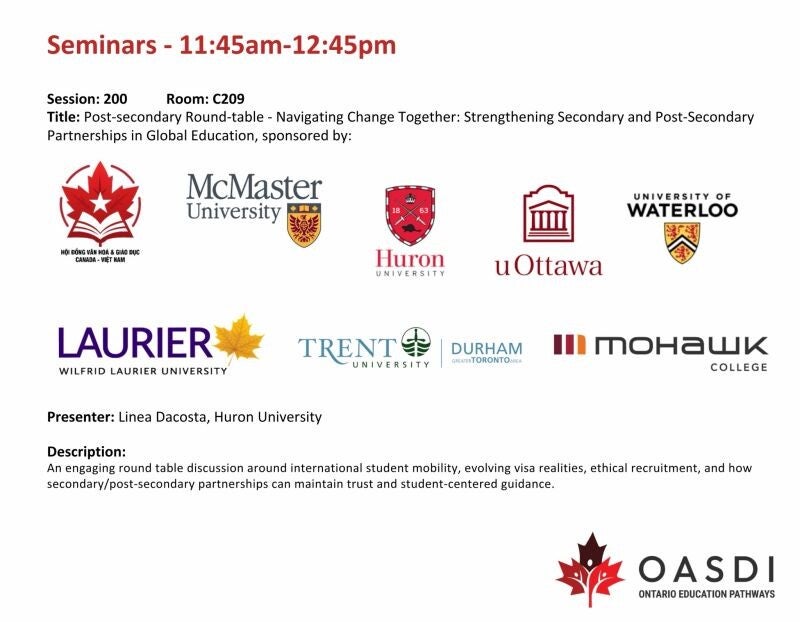 Seminars - 11:45am-12:45pm
Session: 200 Room: C209
Title: Post-secondary Round-table - Navigating Change Together: Strengthening Secondary and Post-Secondary
Partnerships in Global Education, sponsored by:
HỘI ĐỒNG VĂN HOÁ & GIÁO DỤC
CANADA - VIỆT NAM
McMaster
University
18 63
Huron
UNIVERSITY
uOttawa
UNIVERSITY OF
WATERLOO
LAURIER
WILFRID LAURIER UNIVERSITY
TRENT
UNIVERSITY
DURHAM
GREATER TORONTO AREA
mohawk
COLLEGE
Presenter: Linea Dacosta, Huron University
Description:
An engaging round table discussion around international student mobility, evolving visa realities, ethical recruitment, and how
secondary/post-secondary partnerships can maintain trust and student-centered guidance.
OASDI
ONTARIO EDUCATION PATHWAYS